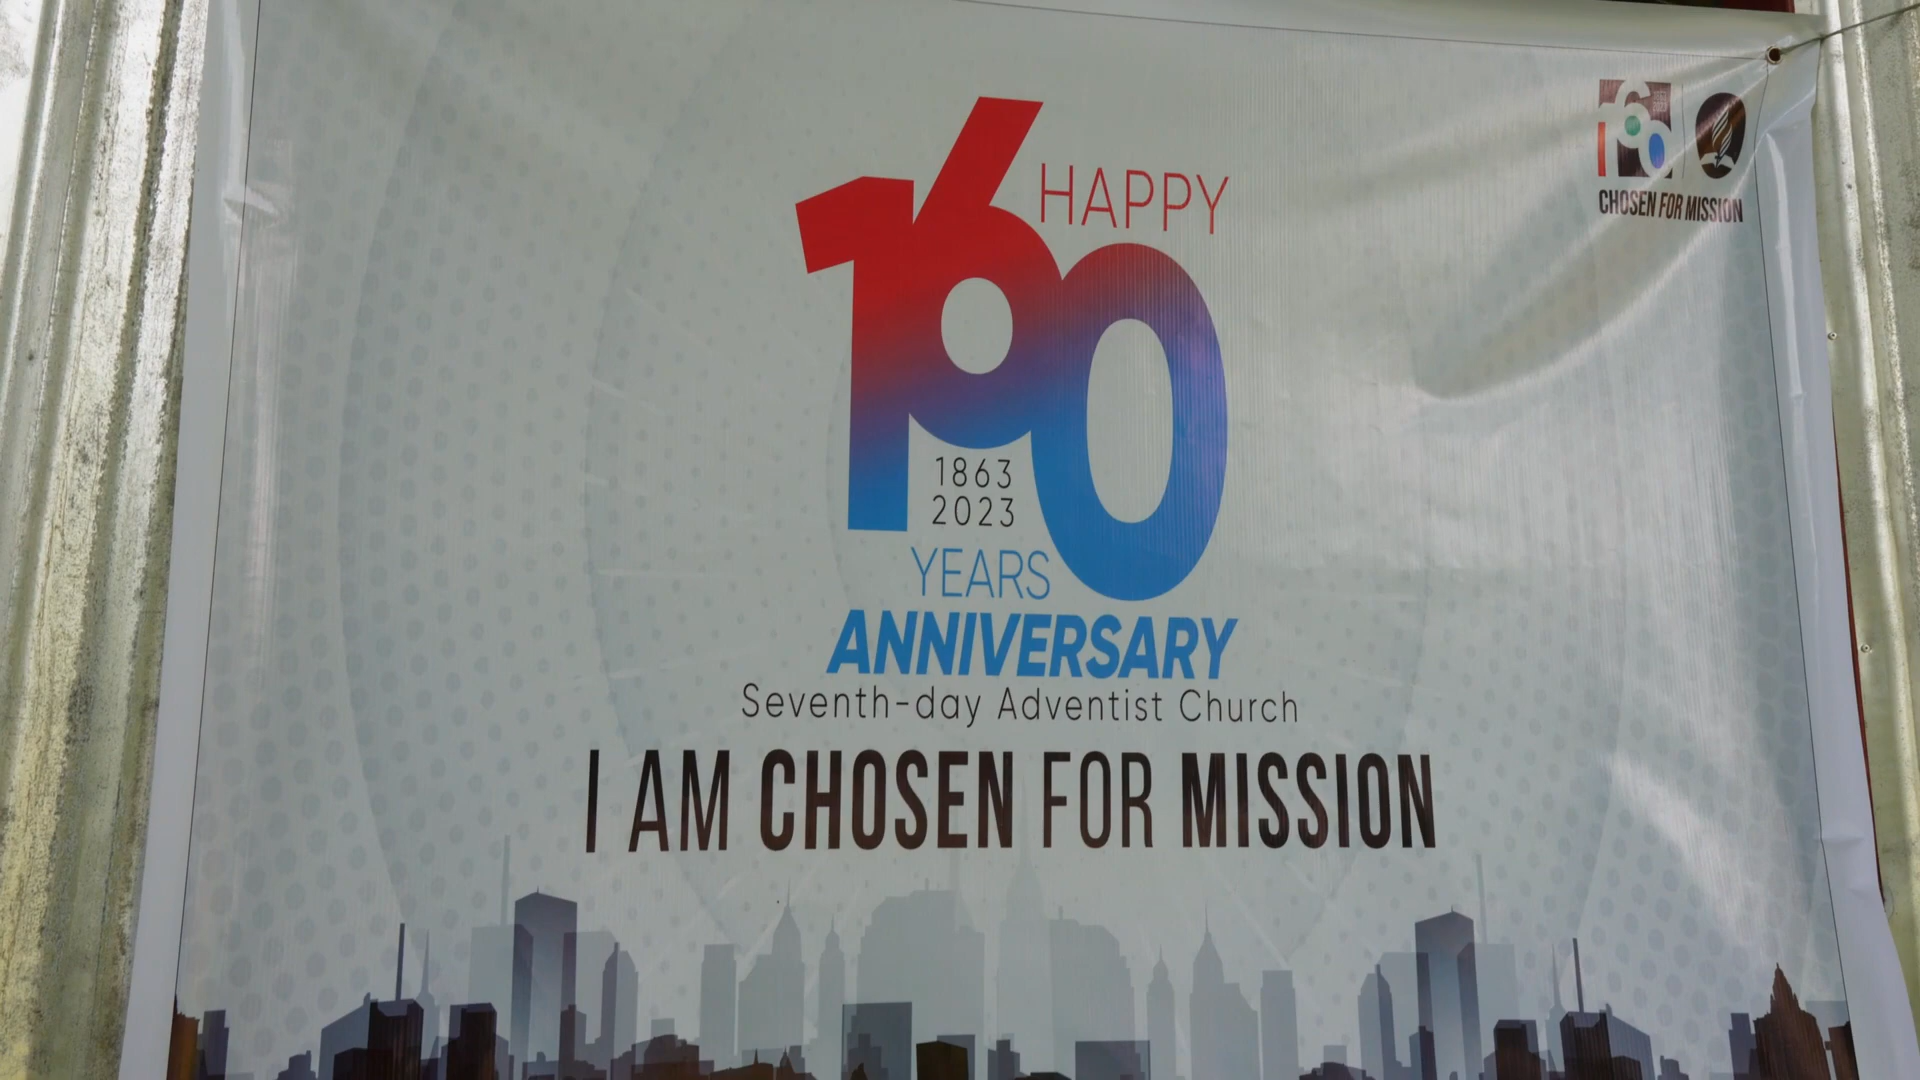 160
HAPPY
1863
2023
YEARS
ANNIVERSARY
Seventh-day Adventist Church
I AM CHOSEN FOR MISSION
160
CHOSEN FOR MISSION